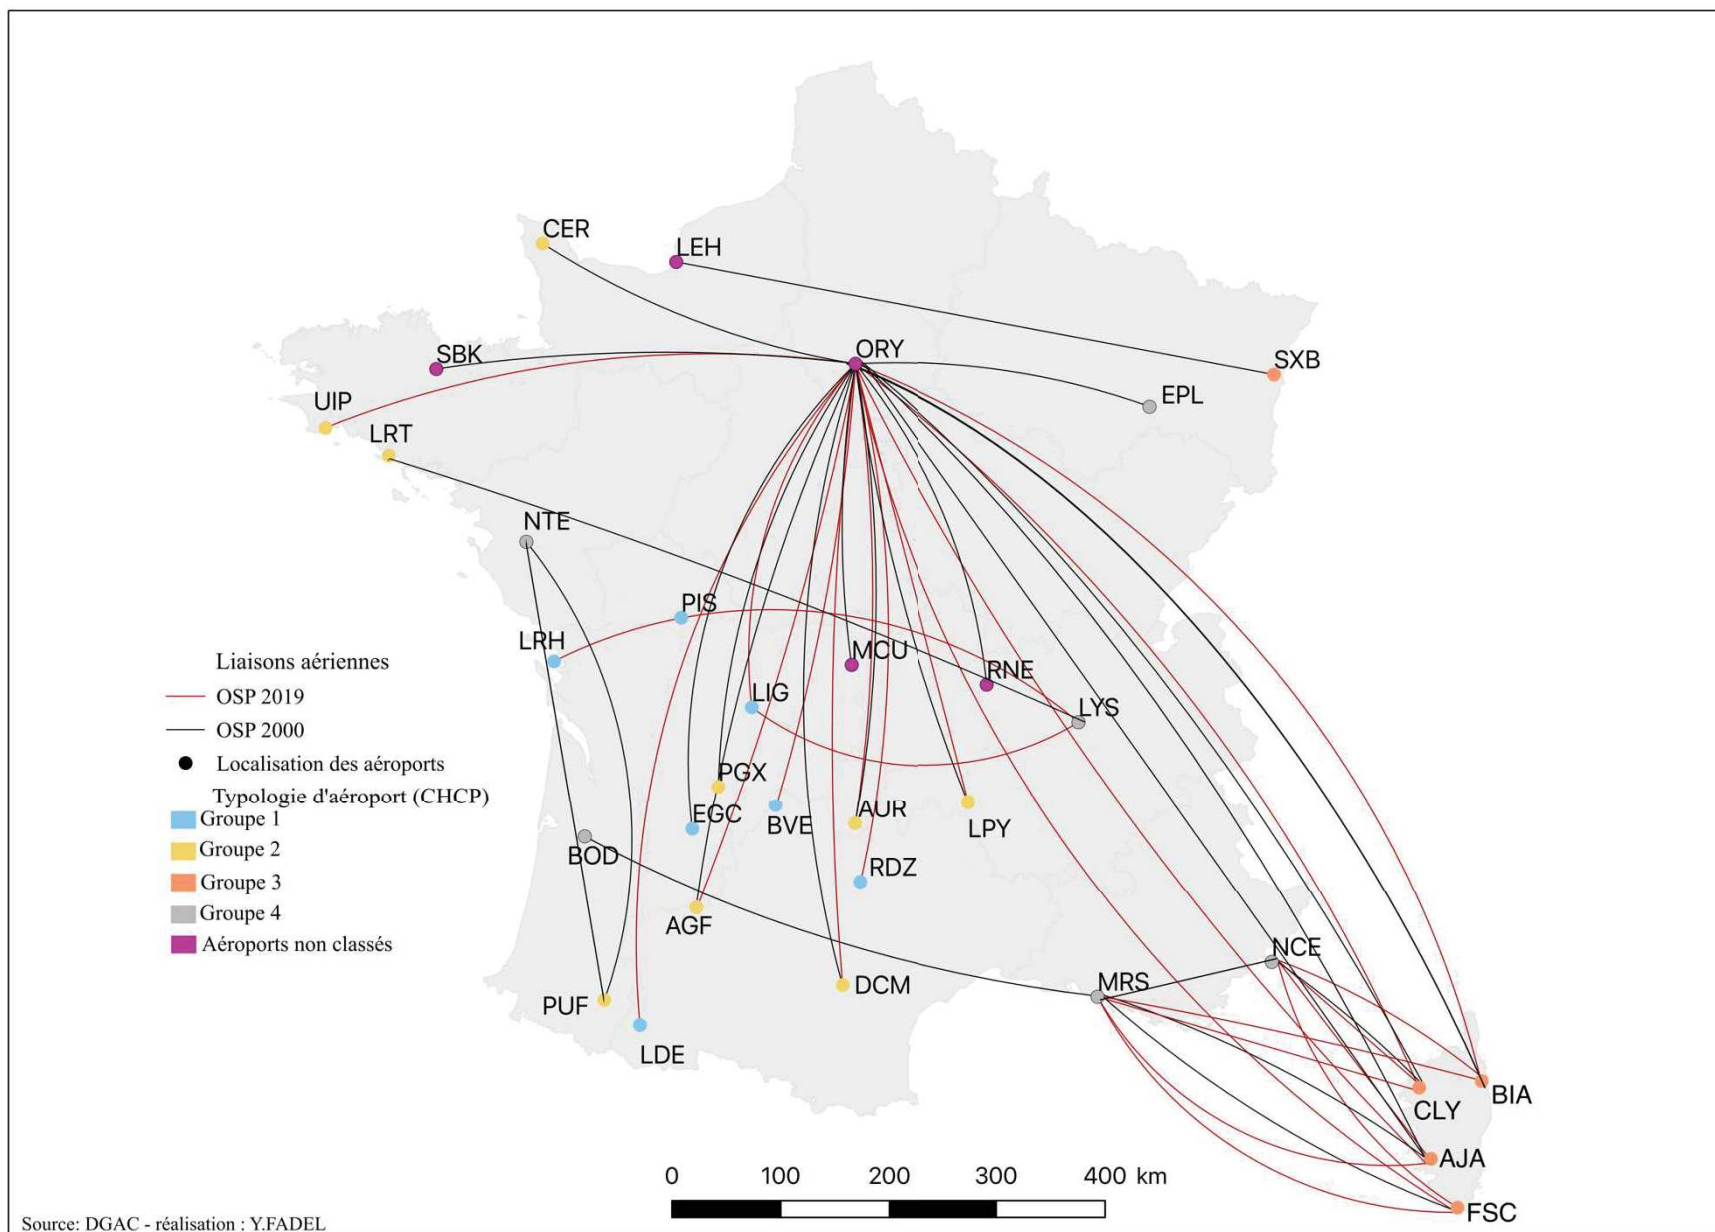 CER
LEH
ORY
SBK
SXB
EPL
UIP
LRT
NTE
PIS
LRH
MCU
RNE
LIG
LYS
PGX
EGC
BVE
AUR
LPY
BOD
RDZ
AGF
NCE
DCM
MRS
PUF
LDE
BIA
CLY
AJA
FSC
Liaisons aériennes
OSP 2019
OSP 2000
Localisation des aéroports
Typologie d'aéroport (CHCP)
Groupe 1
Groupe 2
Groupe 3
Groupe 4
Aéroports non classés
0 100 200 300 400 km
Source: DGAC - réalisation : Y.FADEL